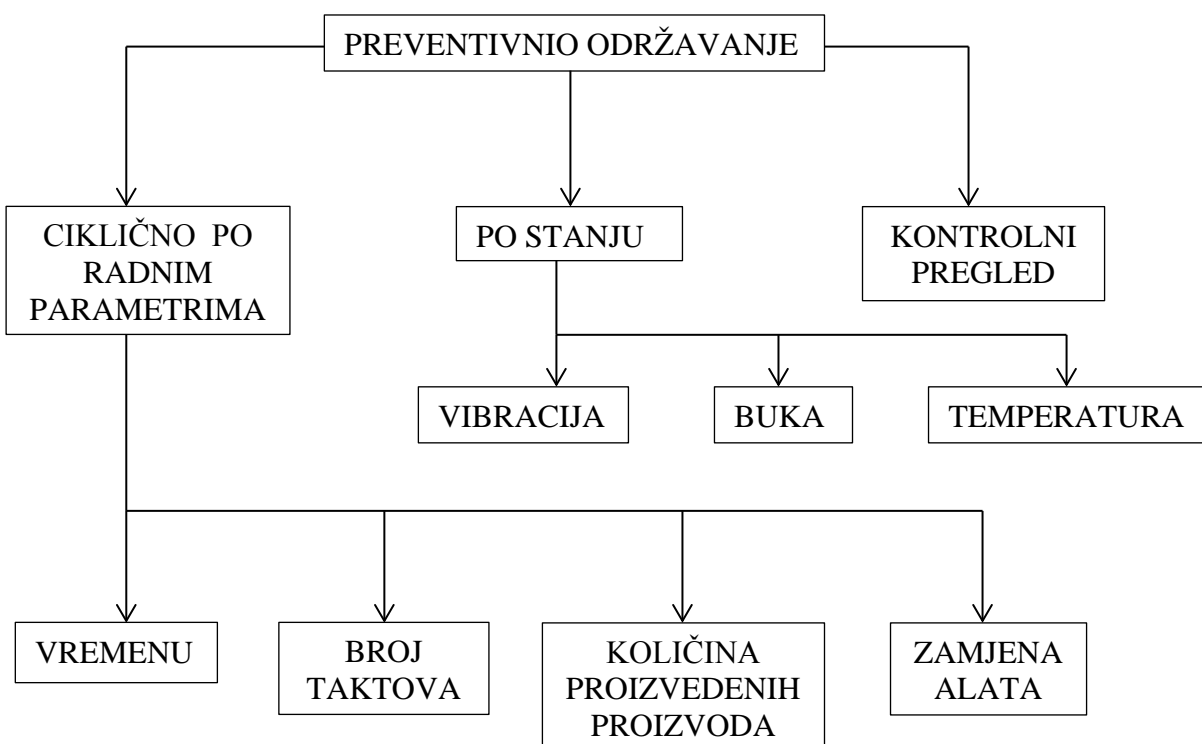 PREVENTIVNIO ODRŽAVANJE
CIKLIČNO PO
RADNIM
PARAMETRIMA
PO STANJU
KONTROLNI
PREGLED
VIBRACIJA
BUKA
TEMPERATURA
VREMENU
BROJ
TAKTOVA
KOLIČINA
PROIZVEDENIH
PROIZVODA
ZAMJENA
ALATA